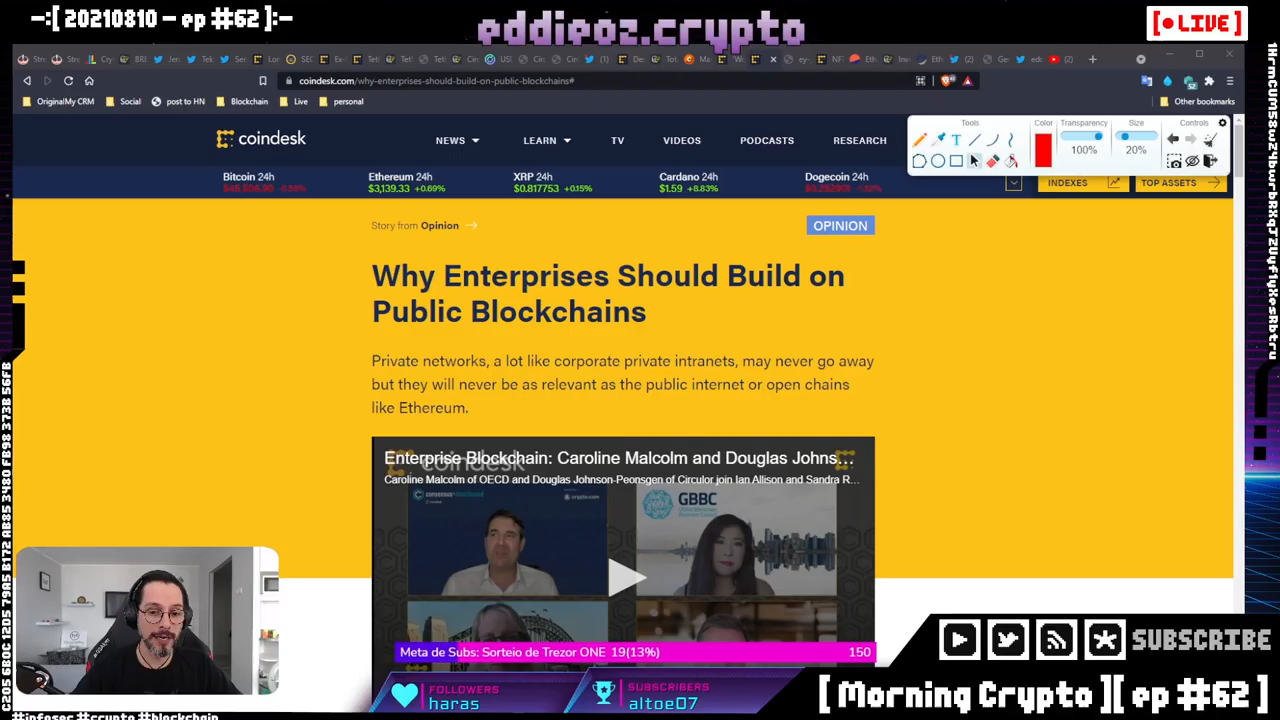 -:[ 20210810 - ep #62 ]:-
eddieoz.crypto
[● LIVE]
coindesk.com/why-enterprises-should-build-on-public-blockchains#
OriginalMy CRM
Social
post to HN
Blockchain
Live
personal
Other bookmarks
coindesk
NEWS
LEARN
TV
VIDEOS
PODCASTS
RESEARCH
Tools
Color
Transparency
Size
Controls
100%
20%
Bitcoin 24h
Ethereum 24h
XRP 24h
Cardano 24h
Dogecoin 24h
$3,139.33 +0.69%
$0.817753 +0.15%
$1.59 +8.83%
INDEXES
TOP ASSETS
Story from Opinion
OPINION
Why Enterprises Should Build on
Public Blockchains
Private networks, a lot like corporate private intranets, may never go away
but they will never be as relevant as the public internet or open chains
like Ethereum.
Enterprise Blockchain: Caroline Malcolm and Douglas Johns...
Caroline Malcolm of OECD and Douglas Johnson-Peonsgen of Circulor join Ian Allison and Sandra R...
coindesk
GBBC
Meta de Subs: Sorteio de Trezor ONE 19(13%)
150
FOLLOWERS
haras
SUBSCRIBERS
altoe07
SUBSCRIBE
[ Morning Crypto ][ ep #62 ]
#infosec #crypto #blockchain